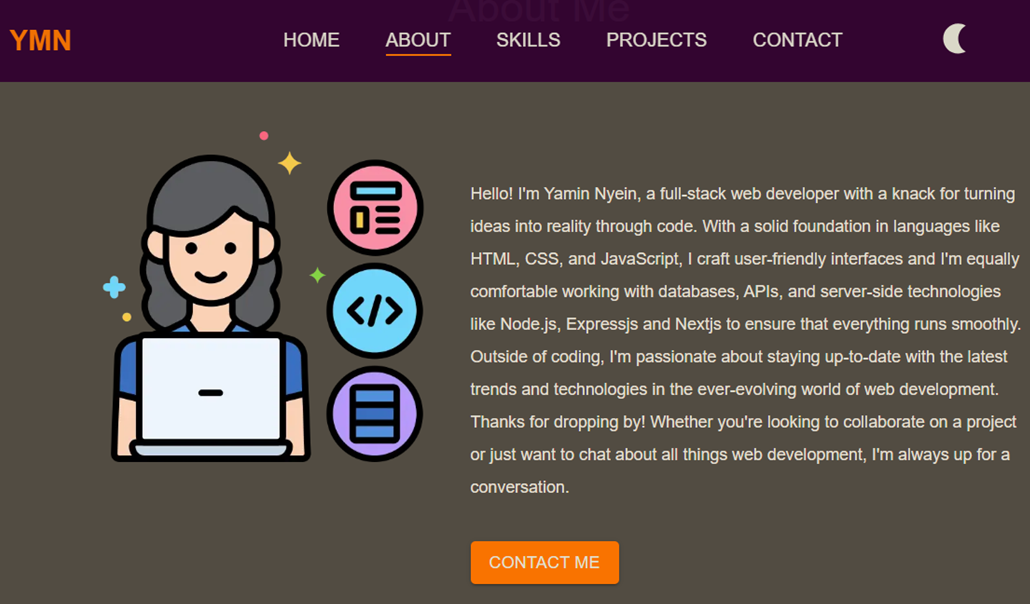 About Me
YMN HOME ABOUT SKILLS PROJECTS CONTACT
Hello! I'm Yamin Nyein, a full-stack web developer with a knack for turning
ideas into reality through code. With a solid foundation in languages like
HTML, CSS, and JavaScript, I craft user-friendly interfaces and I'm equally
comfortable working with databases, APIs, and server-side technologies
like Node.js, Expressjs and Nextjs to ensure that everything runs smoothly.
Outside of coding, I'm passionate about staying up-to-date with the latest
trends and technologies in the ever-evolving world of web development.
Thanks for dropping by! Whether you're looking to collaborate on a project
or just want to chat about all things web development, I'm always up for a
conversation.
CONTACT ME